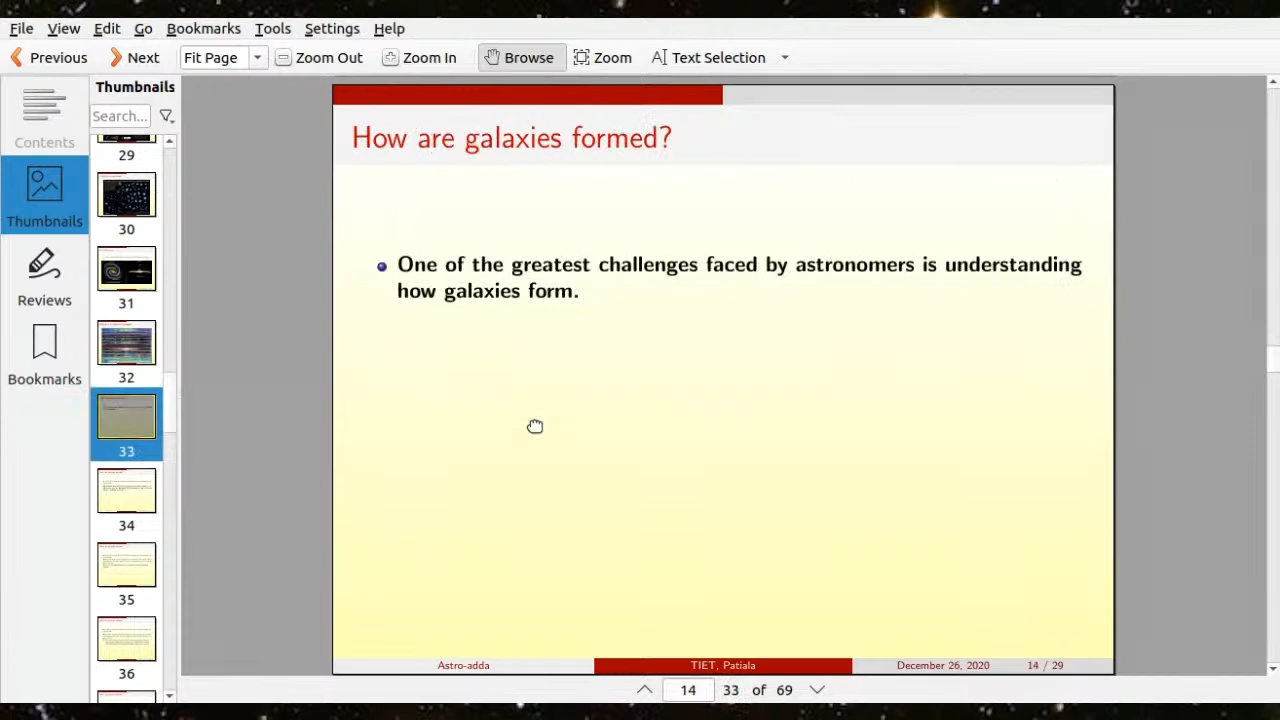 File View Edit Go Bookmarks Tools Settings Help
Previous Next Fit Page Zoom Out Zoom In Browse Zoom Text Selection
Thumbnails
Search...
Contents
Thumbnails
Reviews
Bookmarks
29
30
31
32
33
34
35
36
How are galaxies formed?
One of the greatest challenges faced by astronomers is understanding
how galaxies form.
Astro-adda TIET, Patiala December 26, 2020 14 / 29
14 33 of 69